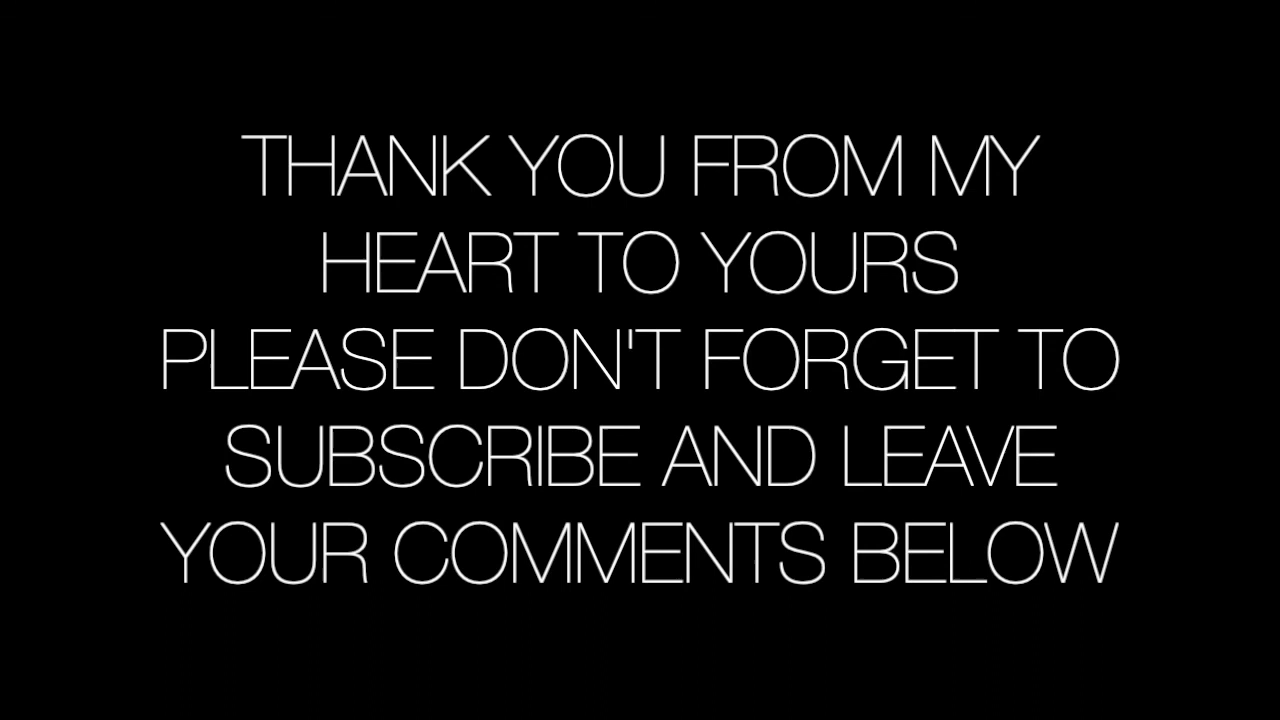 THANK YOU FROM MY
HEART TO YOURS
PLEASE DON'T FORGET TO
SUBSCRIBE AND LEAVE
YOUR COMMENTS BELOW